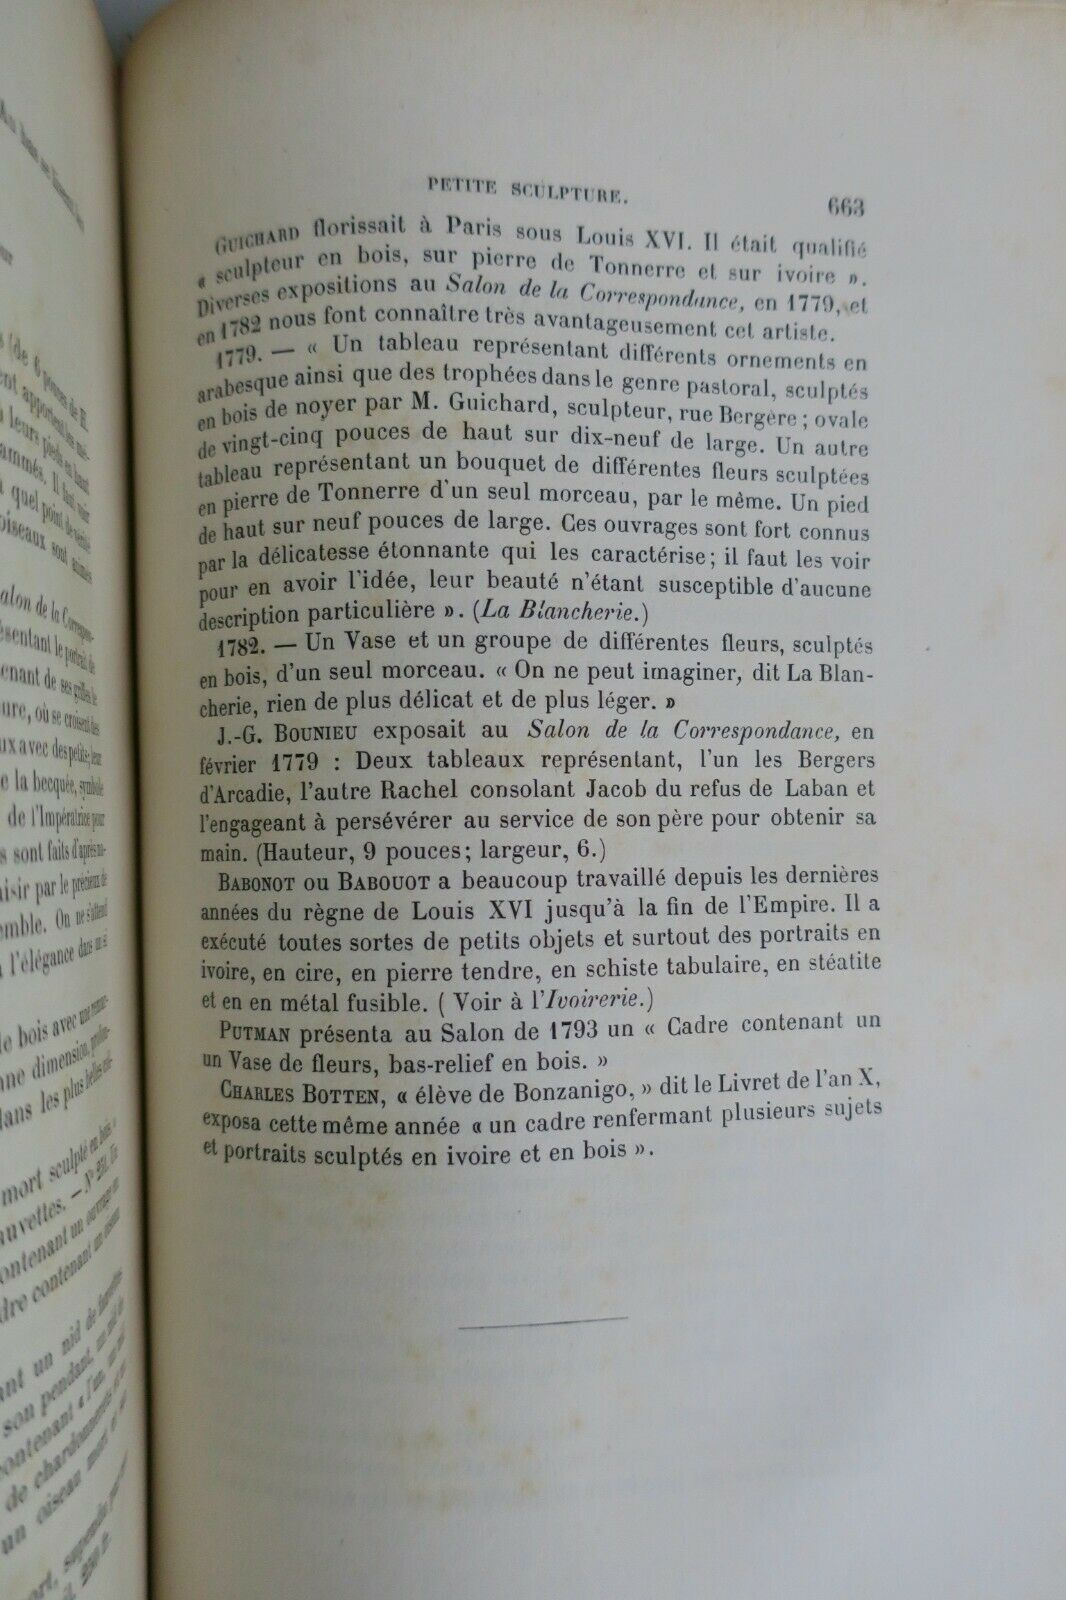 PETITE SCULPTURE.
663
GUICHARD florissait à Paris sous Louis XVI. Il était qualifié
« sculpteur en bois, sur pierre de Tonnerre et sur ivoire ».
Diverses expositions au Salon de la Correspondance, en 1779, et
en 1782 nous font connaître très avantageusement cet artiste.
1779. — « Un tableau représentant différents ornements en
arabesque ainsi que des trophées dans le genre pastoral, sculptés
en bois de noyer par M. Guichard, sculpteur, rue Bergère ; ovale
de vingt-cinq pouces de haut sur dix-neuf de large. Un autre
tableau représentant un bouquet de différentes fleurs sculptées
en pierre de Tonnerre d'un seul morceau, par le même. Un pied
de haut sur neuf pouces de large. Ces ouvrages sont fort connus
par la délicatesse étonnante qui les caractérise ; il faut les voir
pour en avoir l'idée, leur beauté n'étant susceptible d'aucune
description particulière ». (La Blancherie.)
1782. — Un Vase et un groupe de différentes fleurs, sculptés
en bois, d'un seul morceau. « On ne peut imaginer, dit La Blan-
cherie, rien de plus délicat et de plus léger. »
J.-G. BOUNIEU exposait au Salon de la Correspondance, en
février 1779 : Deux tableaux représentant, l'un les Bergers
d'Arcadie, l'autre Rachel consolant Jacob du refus de Laban et
l'engageant à persévérer au service de son père pour obtenir sa
main. (Hauteur, 9 pouces ; largeur, 6.)
BABONOT OU BABOUOT a beaucoup travaillé depuis les dernières
années du règne de Louis XVI jusqu'à la fin de l'Empire. Il a
exécuté toutes sortes de petits objets et surtout des portraits en
ivoire, en cire, en pierre tendre, en schiste tabulaire, en stéatite
et en en métal fusible. ( Voir à l'Ivoirerie.)
PUTMAN présenta au Salon de 1793 un « Cadre contenant un
un Vase de fleurs, bas-relief en bois. »
CHARLES BOTTEN, « élève de Bonzanigo, » dit le Livret de l'an X,
exposa cette même année « un cadre renfermant plusieurs sujets
et portraits sculptés en ivoire et en bois ».